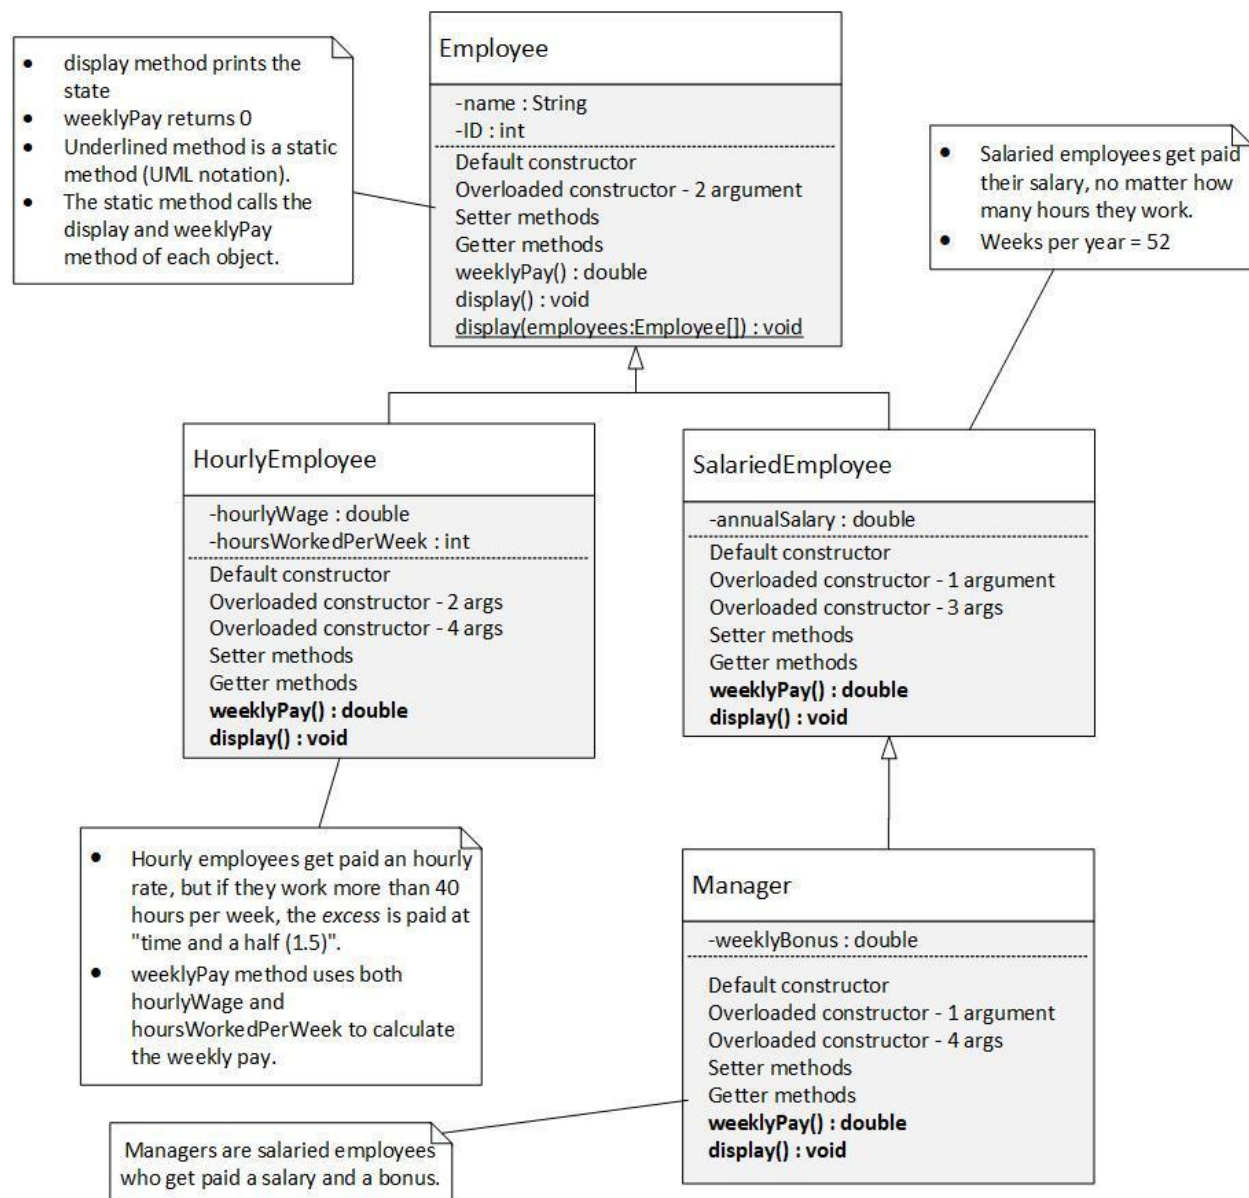 Employee
-name : String
-ID : int
Default constructor
Overloaded constructor - 2 argument
Setter methods
Getter methods
weeklyPay() : double
display() : void
display(employees:Employee[]) : void
• display method prints the
state
• weeklyPay returns 0
• Underlined method is a static
method (UML notation).
• The static method calls the
display and weeklyPay
method of each object.
• Salaried employees get paid
their salary, no matter how
many hours they work.
• Weeks per year = 52
HourlyEmployee
-hourlyWage : double
-hoursWorkedPerWeek : int
Default constructor
Overloaded constructor - 2 args
Overloaded constructor - 4 args
Setter methods
Getter methods
weeklyPay() : double
display() : void
SalariedEmployee
-annualSalary : double
Default constructor
Overloaded constructor - 1 argument
Overloaded constructor - 3 args
Setter methods
Getter methods
weeklyPay() : double
display() : void
• Hourly employees get paid an hourly
rate, but if they work more than 40
hours per week, the excess is paid at
"time and a half (1.5)".
• weeklyPay method uses both
hourlyWage and
hoursWorkedPerWeek to calculate
the weekly pay.
Manager
-weeklyBonus : double
Default constructor
Overloaded constructor - 1 argument
Overloaded constructor - 4 args
Setter methods
Getter methods
weeklyPay() : double
display() : void
Managers are salaried employees
who get paid a salary and a bonus.